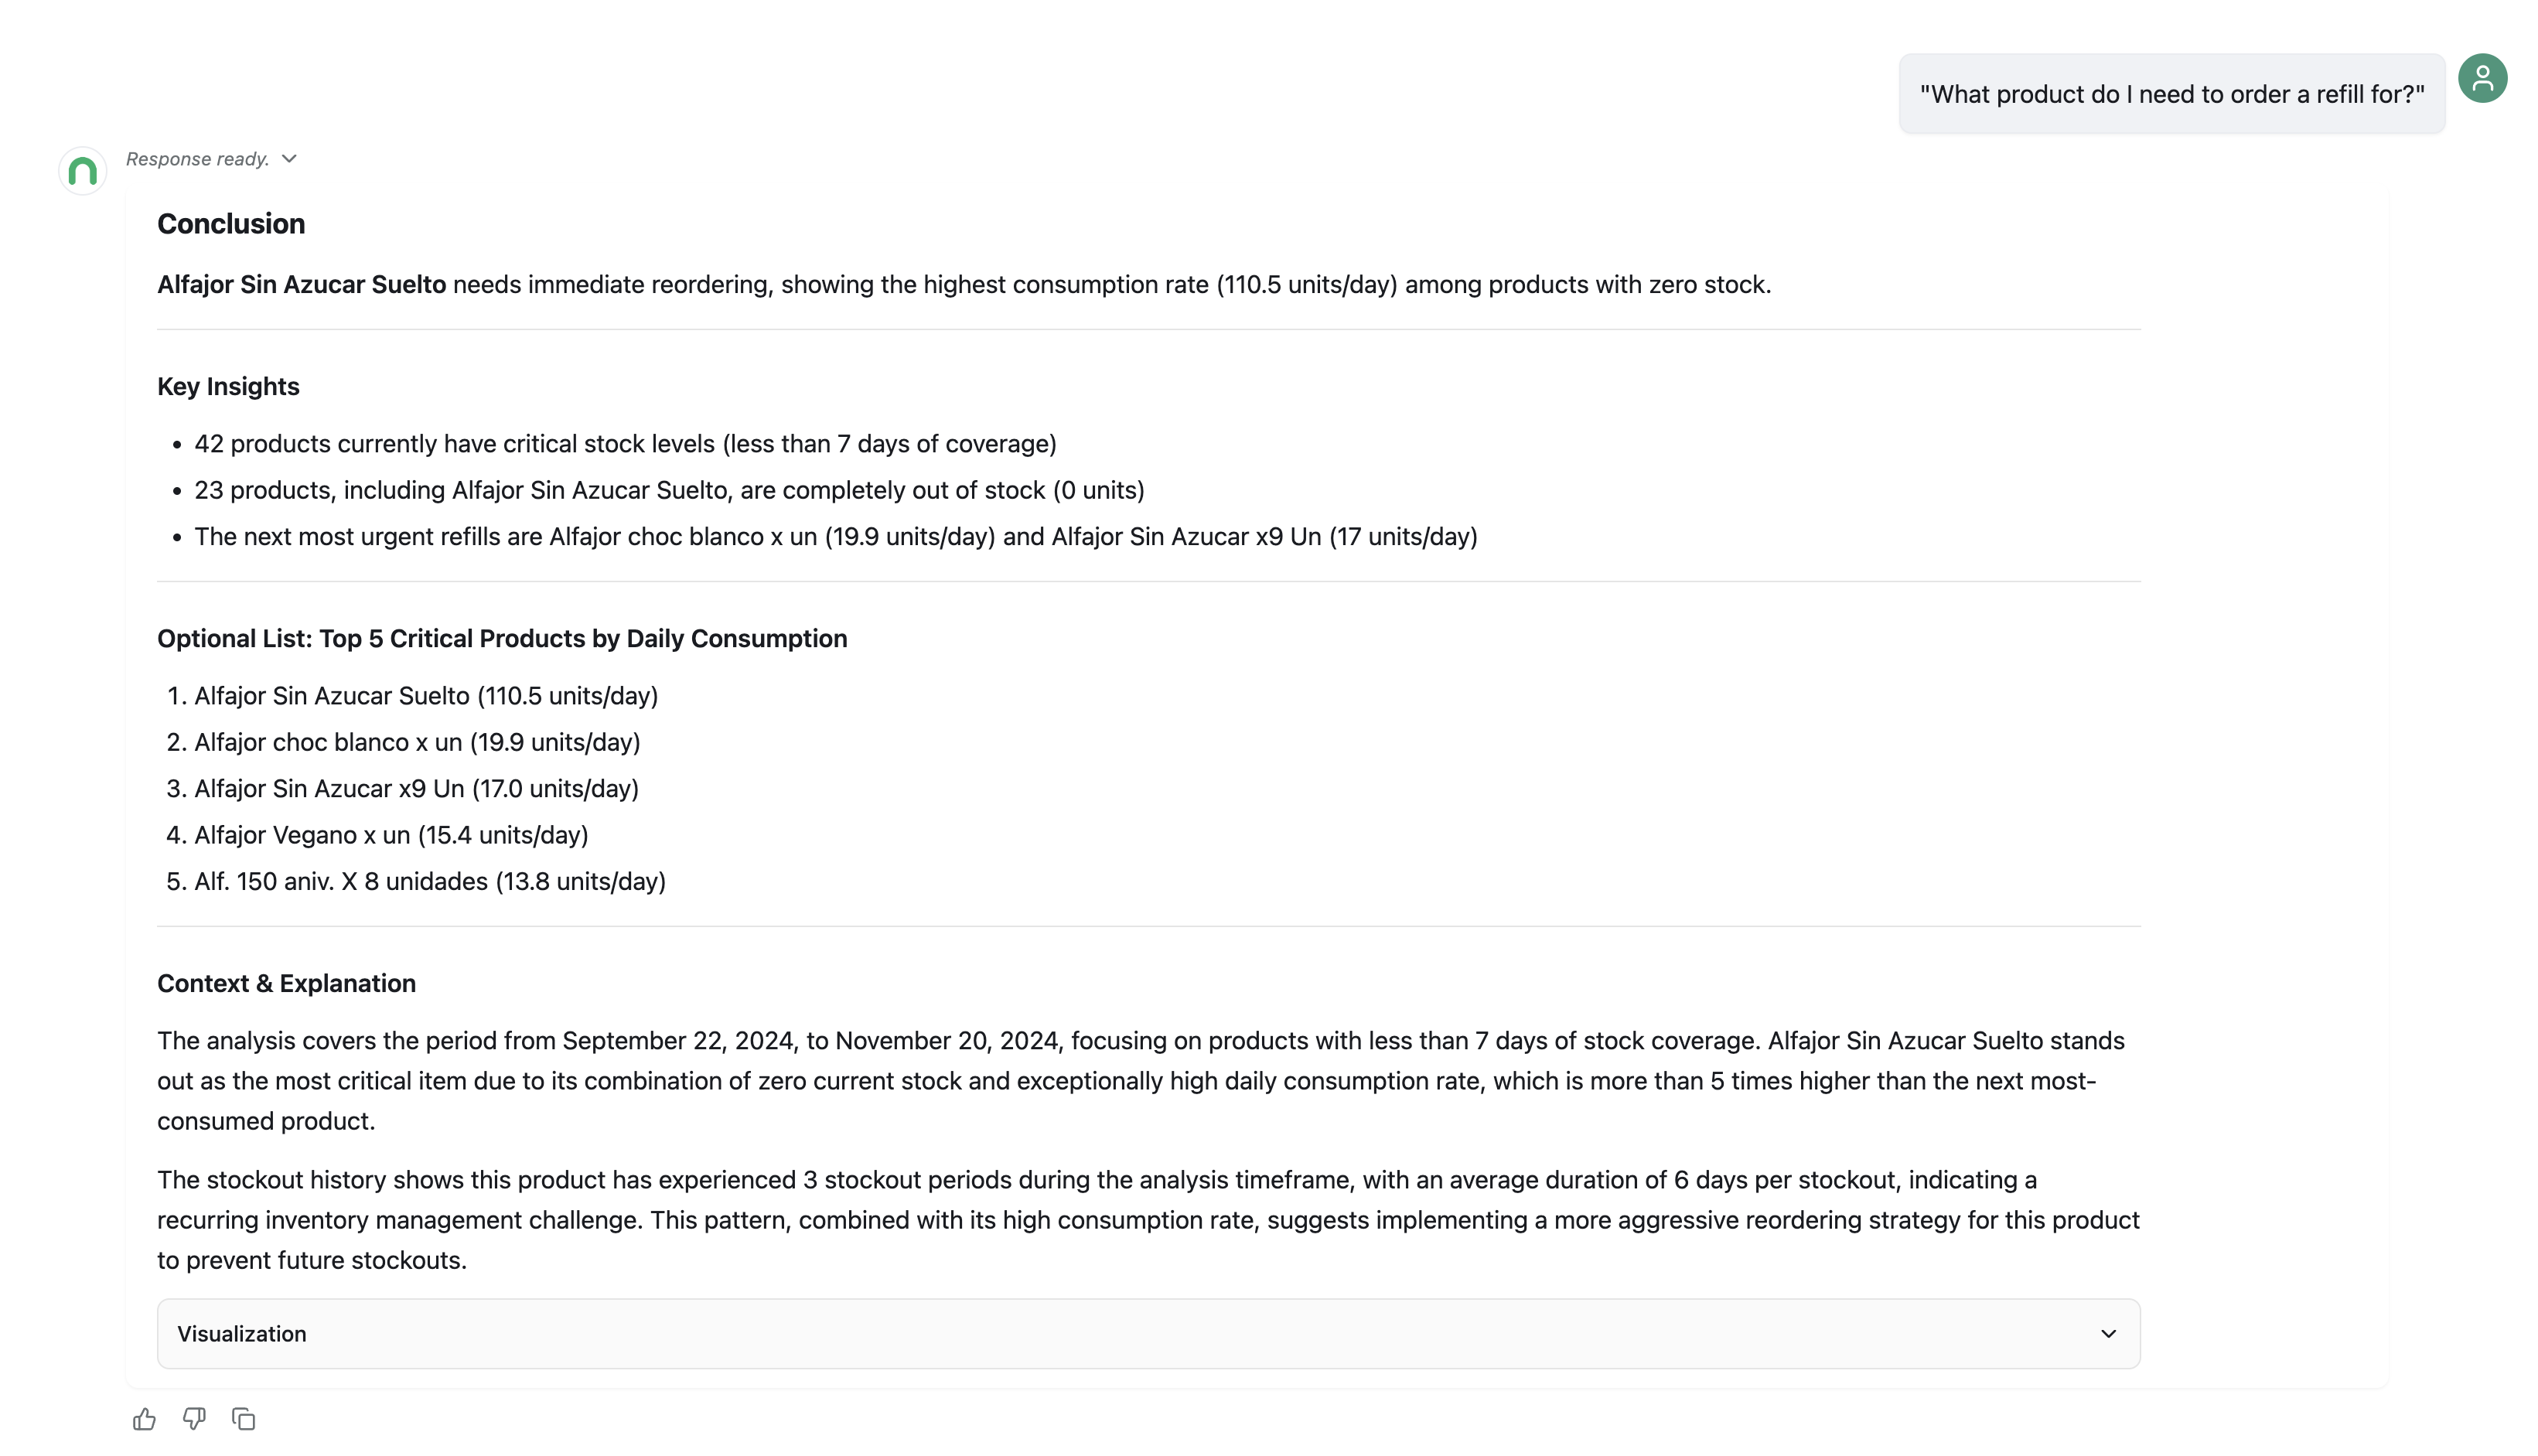 "What product do I need to order a refill for?"
Response ready.
Conclusion
Alfajor Sin Azucar Suelto needs immediate reordering, showing the highest consumption rate (110.5 units/day) among products with zero stock.
Key Insights
• 42 products currently have critical stock levels (less than 7 days of coverage)
• 23 products, including Alfajor Sin Azucar Suelto, are completely out of stock (0 units)
• The next most urgent refills are Alfajor choc blanco x un (19.9 units/day) and Alfajor Sin Azucar x9 Un (17 units/day)
Optional List: Top 5 Critical Products by Daily Consumption
1. Alfajor Sin Azucar Suelto (110.5 units/day)
2. Alfajor choc blanco x un (19.9 units/day)
3. Alfajor Sin Azucar x9 Un (17.0 units/day)
4. Alfajor Vegano x un (15.4 units/day)
5. Alf. 150 aniv. X 8 unidades (13.8 units/day)
Context & Explanation
The analysis covers the period from September 22, 2024, to November 20, 2024, focusing on products with less than 7 days of stock coverage. Alfajor Sin Azucar Suelto stands
out as the most critical item due to its combination of zero current stock and exceptionally high daily consumption rate, which is more than 5 times higher than the next most-
consumed product.
The stockout history shows this product has experienced 3 stockout periods during the analysis timeframe, with an average duration of 6 days per stockout, indicating a
recurring inventory management challenge. This pattern, combined with its high consumption rate, suggests implementing a more aggressive reordering strategy for this product
to prevent future stockouts.
Visualization